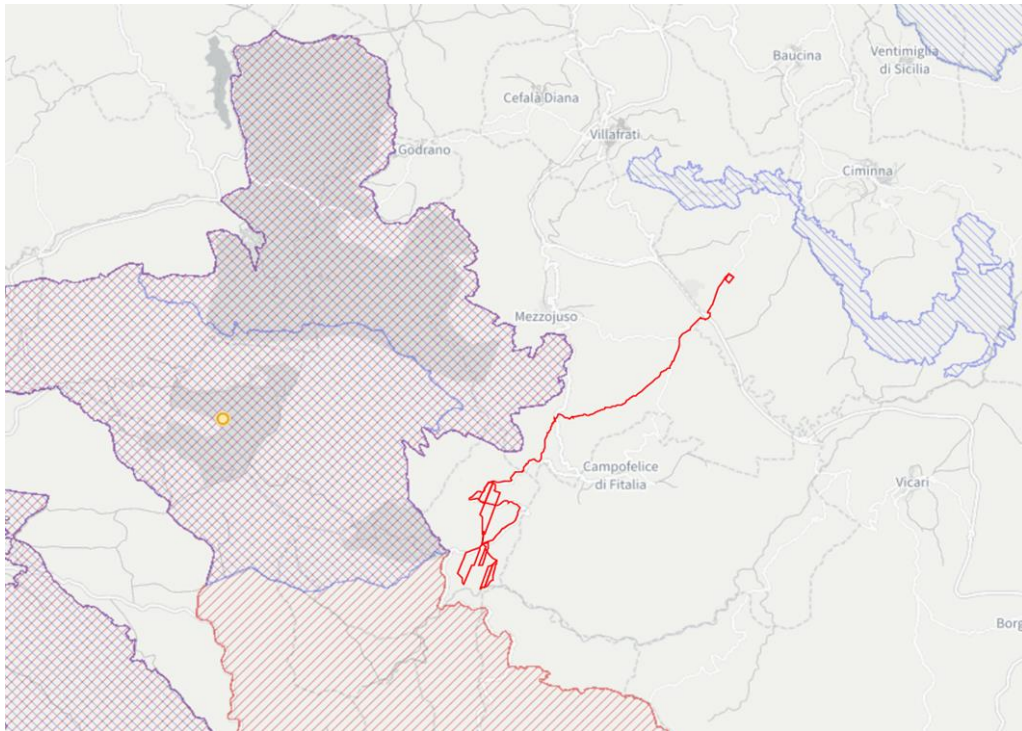 Baucina
Ventimiglia
di Sicilia
Cefalà Diana
Villafrati
Godrano
Ciminna
Mezzojuso
Campofelice
di Fitalia
Vicari
e
Borg